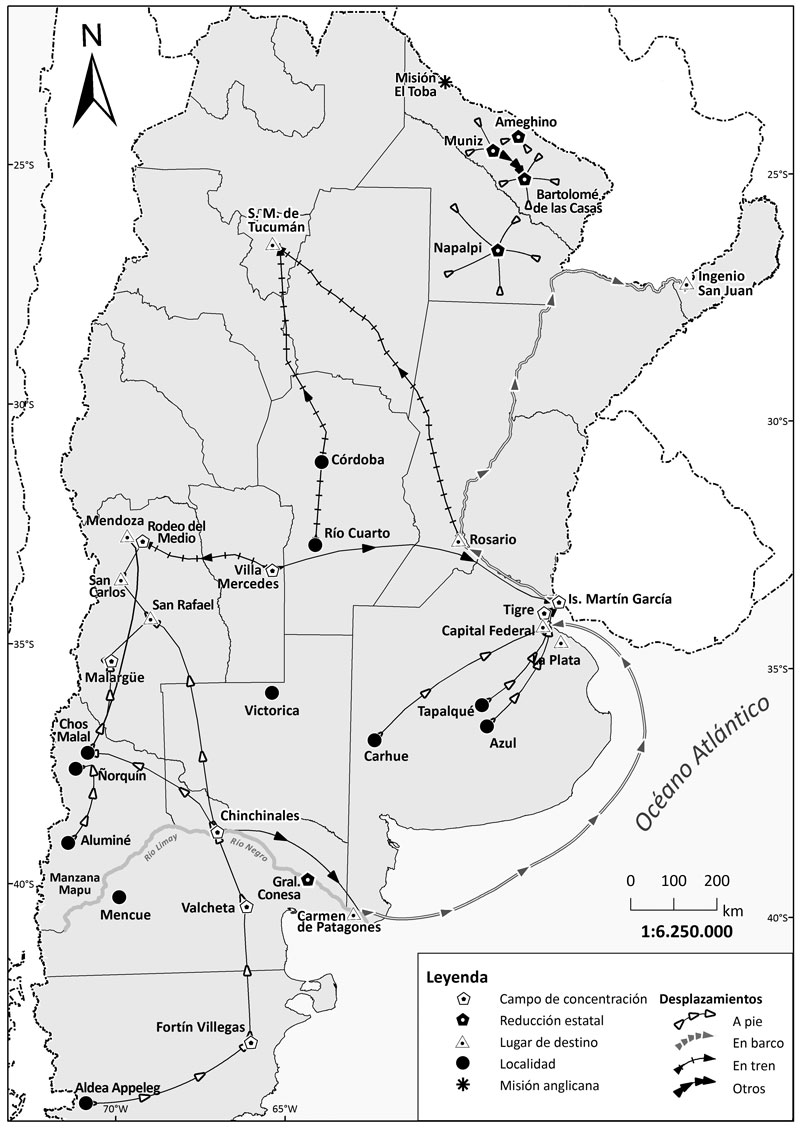 N
Misión
El Toba
Ameghino
Muniz
25°S
25°S
Bartolomé
de las Casas
S. M. de
Tucumán
Napalpi
Ingenio
San Juan
30°S
30°S
Córdoba
Mendoza
Rodeo del
Medio
Río Cuarto
Rosario
Villa
Mercedes
San
Carlos
San Rafael
Is. Martín García
Tigre
Capital Federal
35°S
La Plata
35°S
Malargüe
Victorica
Tapalqué
Azul
Carhue
Chos
Malal
Ñorquín
Océano Atlántico
Chinchinales
Aluminé
Río Limay
Río Negro
Manzana
Mapu
40°S
Gral.
Conesa
0 100 200
km
Mencue
Valcheta
Carmen
de Patagones
40°S
1:6.250.000
Fortín Villegas
Aldea Appeleg
70°W
65°W
Leyenda
Campo de concentración
Reducción estatal
Lugar de destino
Localidad
Misión anglicana
Desplazamientos
A pie
En barco
En tren
Otros